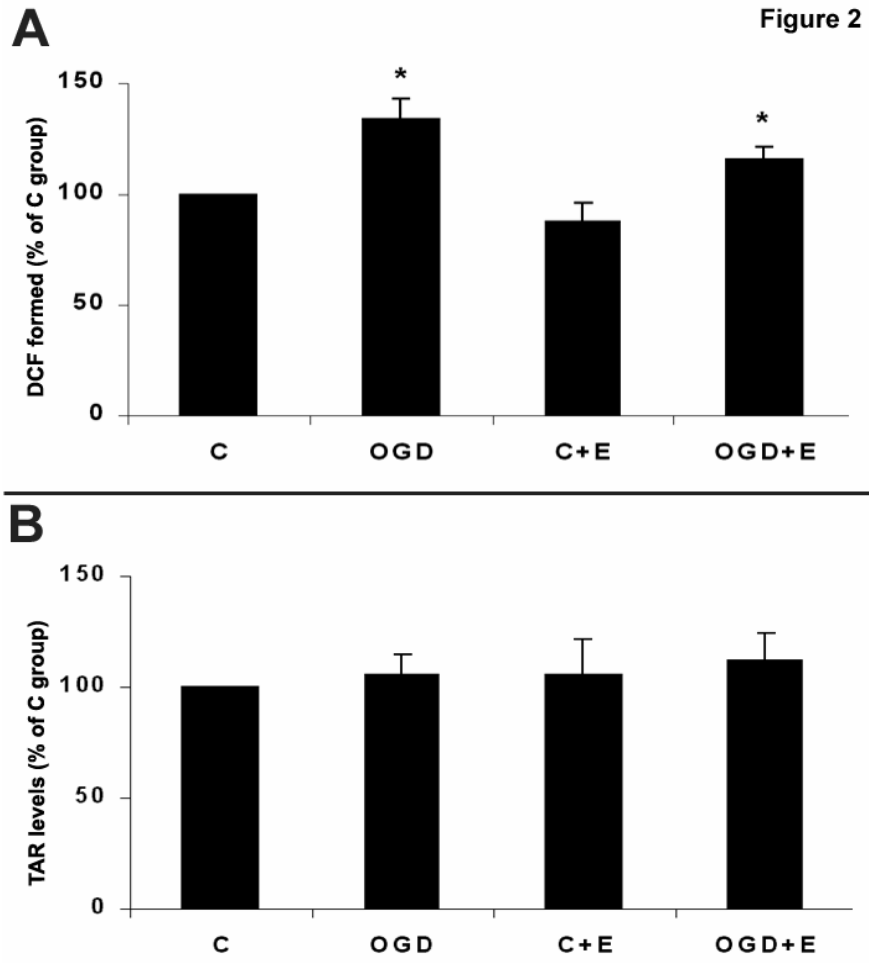 Figure 2
A
DCF formed (% of C group)
150
100
50
0
*
*
C OGD C+E OGD+E
B
TAR levels (% of C group)
150
100
50
0
C OGD C+E OGD+E